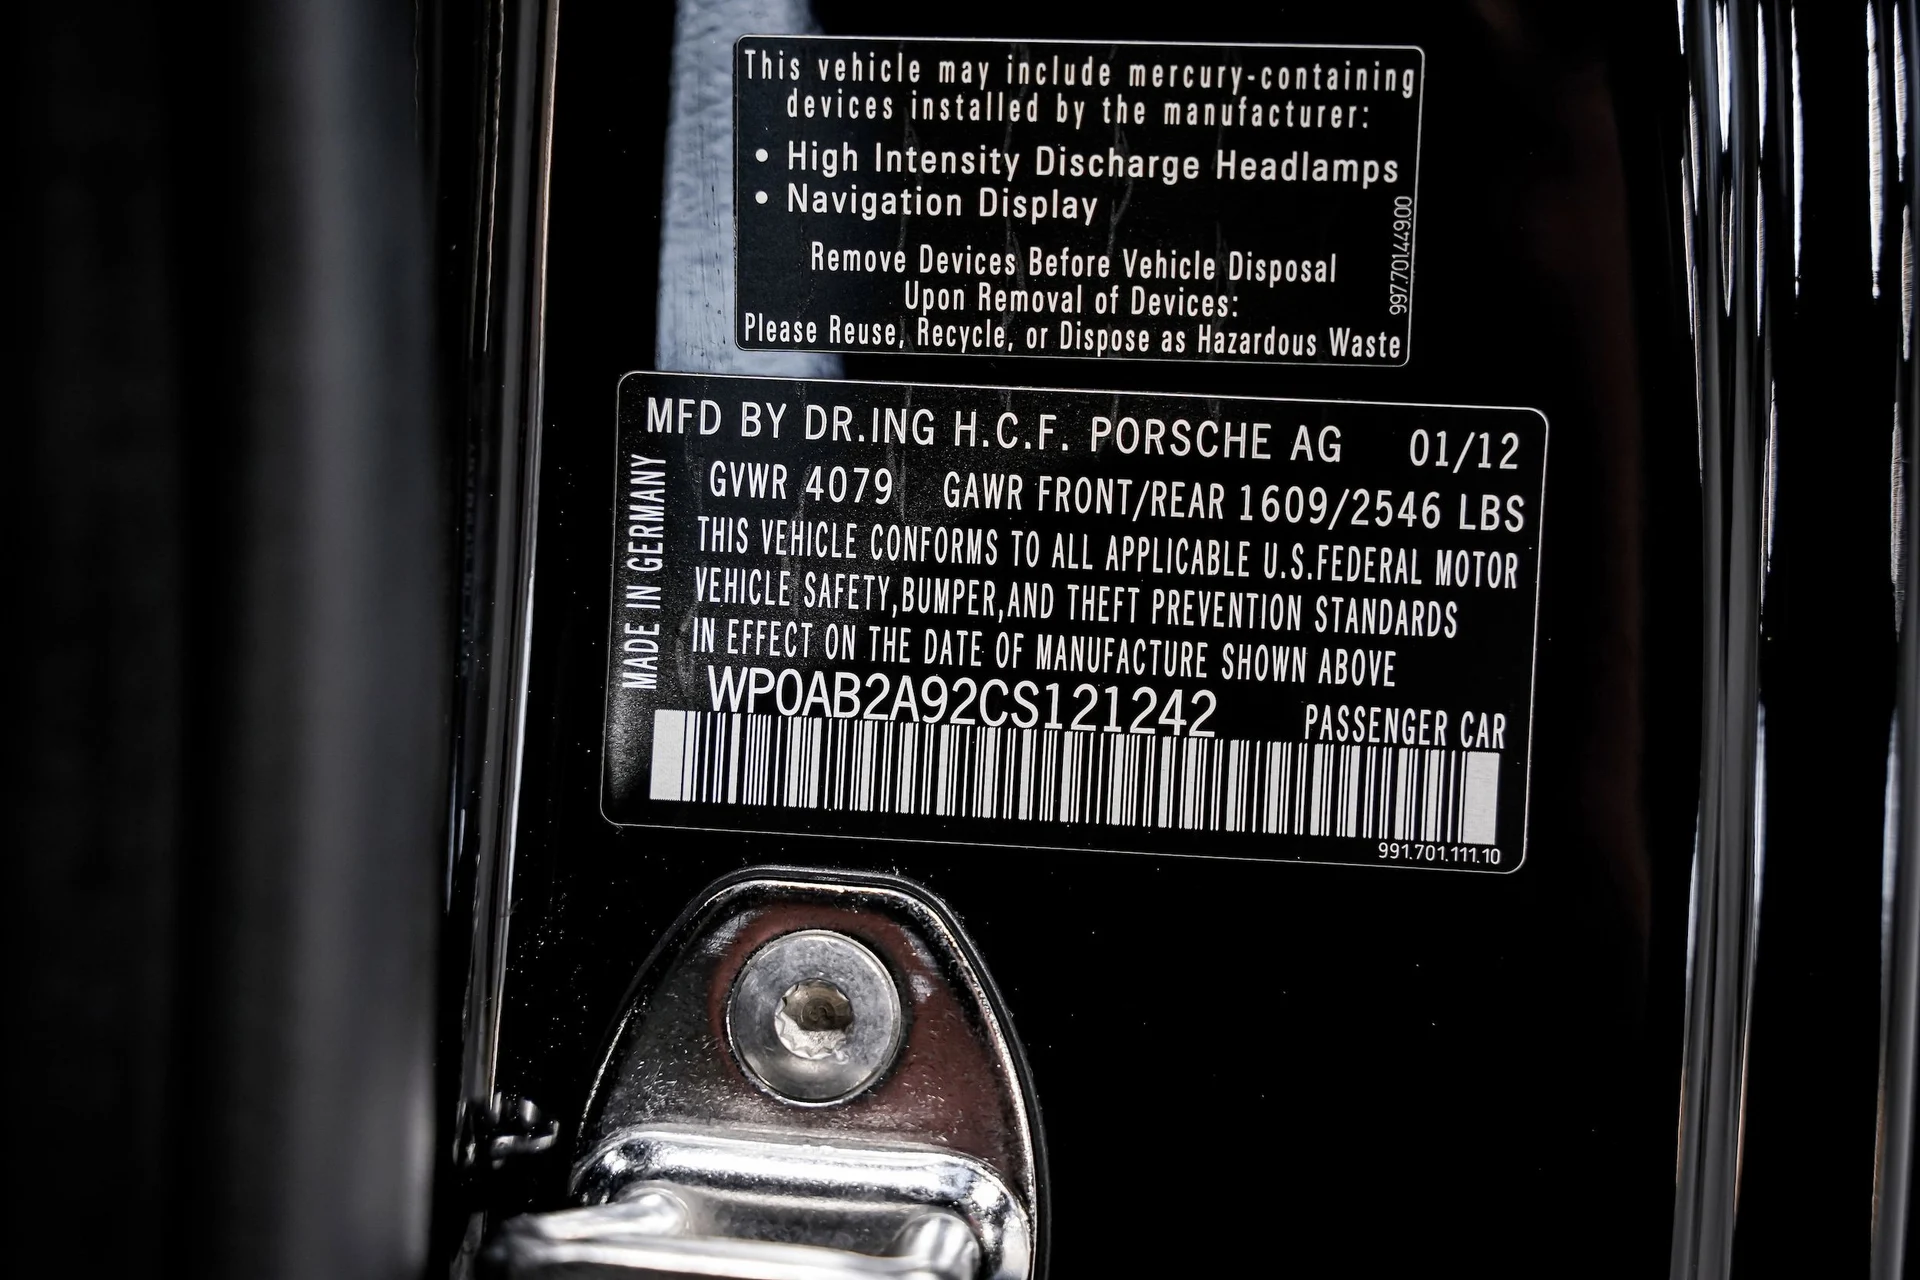 This vehicle may include mercury-containing
devices installed by the manufacturer:
• High Intensity Discharge Headlamps
• Navigation Display
Remove Devices Before Vehicle Disposal
Upon Removal of Devices:
Please Reuse, Recycle, or Dispose as Hazardous Waste
997.701.449.00
MFD BY DR.ING H.C.F. PORSCHE AG 01/12
GVWR 4079 GAWR FRONT/REAR 1609/2546 LBS
THIS VEHICLE CONFORMS TO ALL APPLICABLE U.S.FEDERAL MOTOR
VEHICLE SAFETY,BUMPER,AND THEFT PREVENTION STANDARDS
IN EFFECT ON THE DATE OF MANUFACTURE SHOWN ABOVE
WP0AB2A92CS121242 PASSENGER CAR
MADE IN GERMANY
991.701.111.10